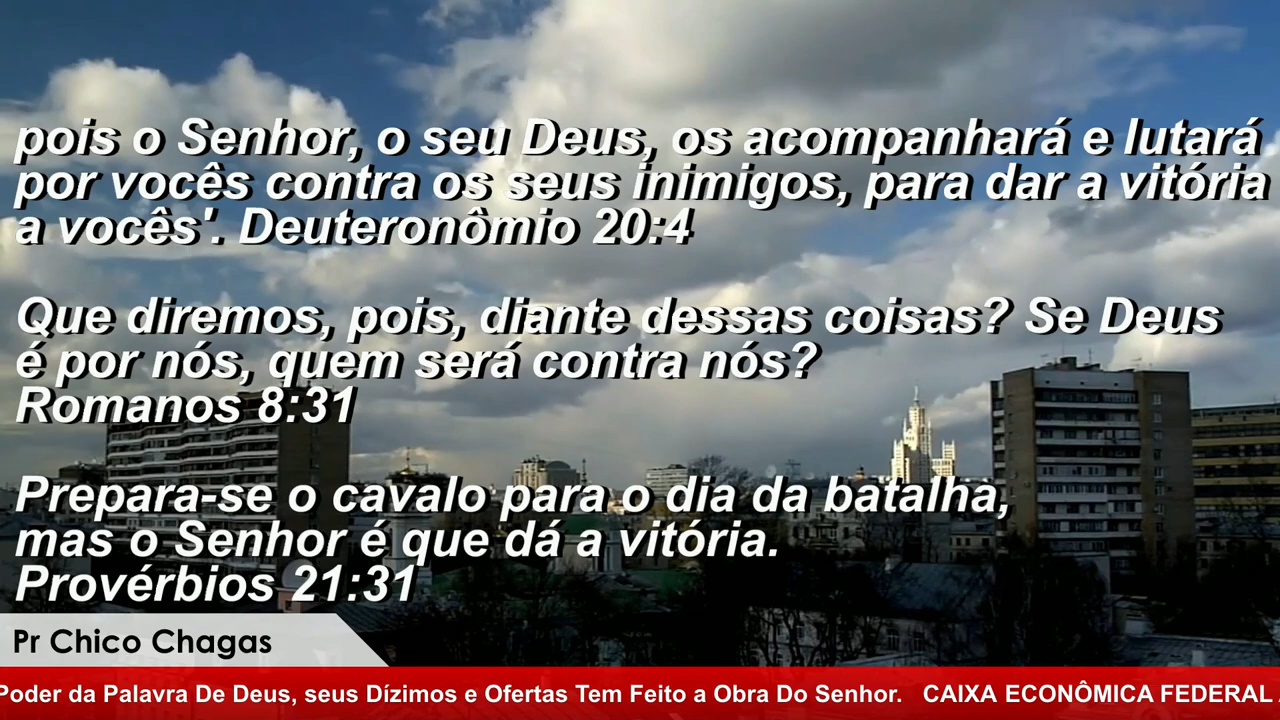 pois o Senhor, o seu Deus, os acompanhará e lutará
por vocês contra os seus inimigos, para dar a vitória
a vocês'. Deuteronômio 20:4
Que diremos, pois, diante dessas coisas? Se Deus
é por nós, quem será contra nós?
Romanos 8:31
Prepara-se o cavalo para o dia da batalha,
mas o Senhor é que dá a vitória.
Provérbios 21:31
Pr Chico Chagas
Poder da Palavra De Deus, seus Dízimos e Ofertas Tem Feito a Obra Do Senhor. CAIXA ECONÔMICA FEDERAL